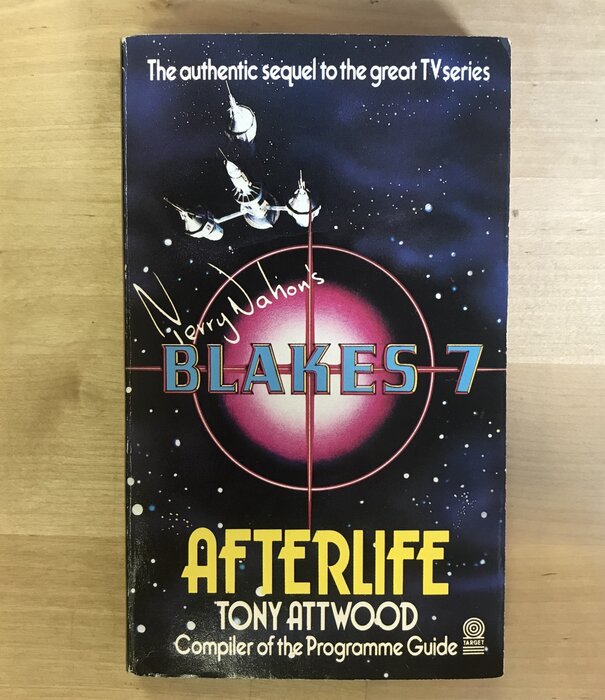 The authentic sequel to the great TV series
Terry Nation's
BLAKES 7
AFTERLIFE
TONY ATTWOOD
Compiler of the Programme Guide
TARGET